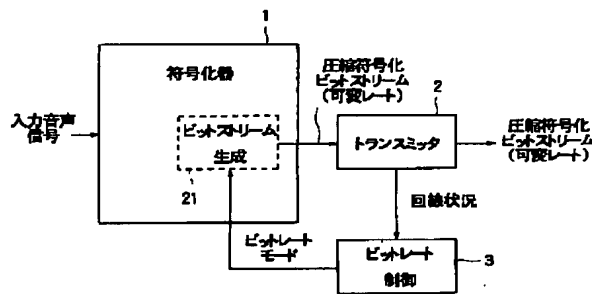 1
符号化器
圧縮符号化
ビットストリーム
(可変レート)
2
入力音声
信号
ビットストリーム
生成
21
トランスミッタ
圧縮符号化
ビットストリーム
(可変レート)
回線状況
ビットレート
モード
ビットレート
制御
3